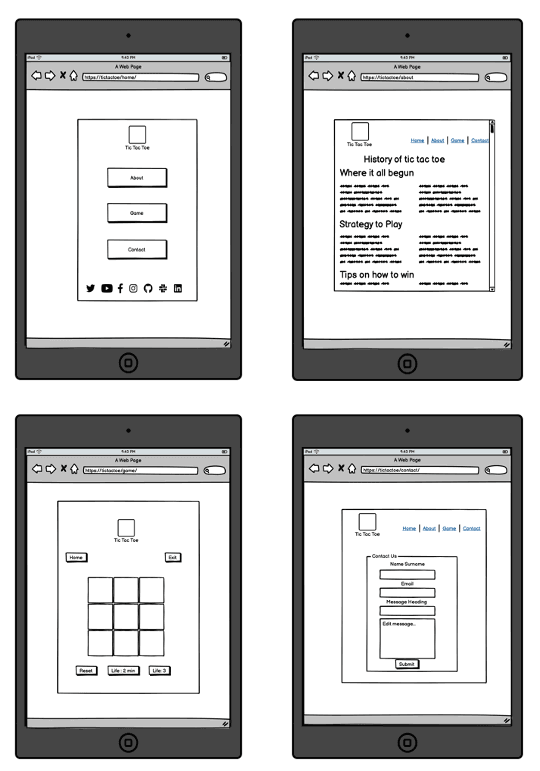 iPad
9:45 PM
A Web Page
https://tictactoe/home/
Tic Tac Toe
About
Game
Contact
iPad
9:45 PM
A Web Page
https://tictactoe/about
Tic Tac Toe
Home | About | Game | Contact
History of tic tac toe
Where it all begun
Strategy to Play
Tips on how to win
iPad
9:45 PM
A Web Page
https://tictactoe/game/
Tic Tac Toe
Home
Exit
Reset
Life : 2 min
Life: 3
iPad
9:45 PM
A Web Page
https://tictactoe/contact/
Tic Tac Toe
Home | About | Game | Contact
Contact Us
Name Surname
Email
Message Heading
Edit message..
Submit